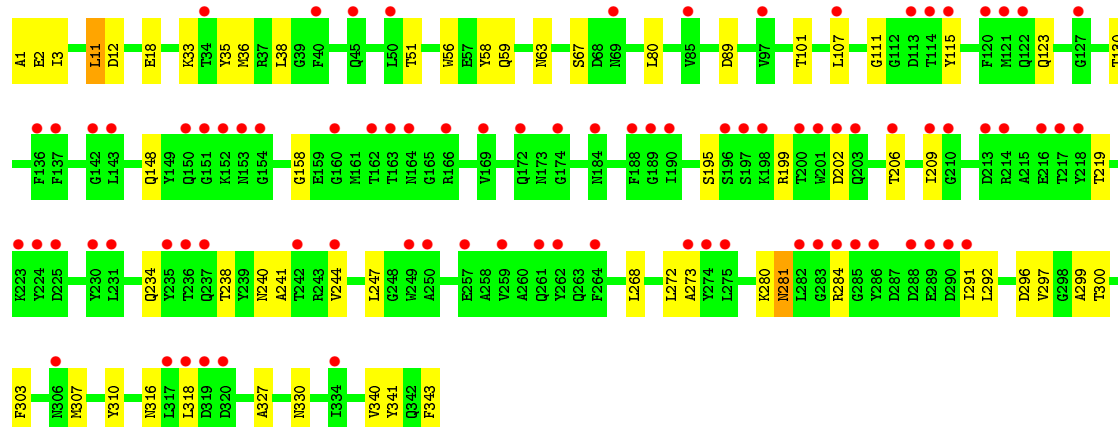 A1 E2 I3 L11 D12 E18 K33 T34 Y35 M36 R37 L38 G39 F40 Q45 L50 T51 W56 E57 Y58 Q59 N63 S67 D68 N69 L80 V85 D89 V97 T101 L107 G111 G112 D113 T114 Y115 F120 M121 Q122 Q123 G127 T130
F136 F137 G142 L143 Q148 Y149 Q150 G151 K152 N153 G154 G158 E159 G160 M161 T162 T163 N164 G165 R166 V169 Q172 N173 G174 N184 F188 G189 I190 S195 S196 S197 K198 R199 T200 W201 D202 Q203 T206 I209 G210 D213 R214 A215 E216 T217 Y218 T219
K223 Y224 D225 Y230 L231 Q234 Y235 T236 Q237 T238 Y239 N240 A241 T242 R243 V244 L247 G248 W249 A250 E257 A258 V259 A260 Q261 Y262 Q263 F264 L268 L272 A273 Y274 L275 K280 N281 L282 G283 R284 G285 Y286 D287 D288 E289 D290 I291 L292 D296 V297 G298 A299 T300
F303 N306 M307 Y310 N316 L317 L318 D319 D320 A327 N330 I334 V340 Y341 Q342 F343